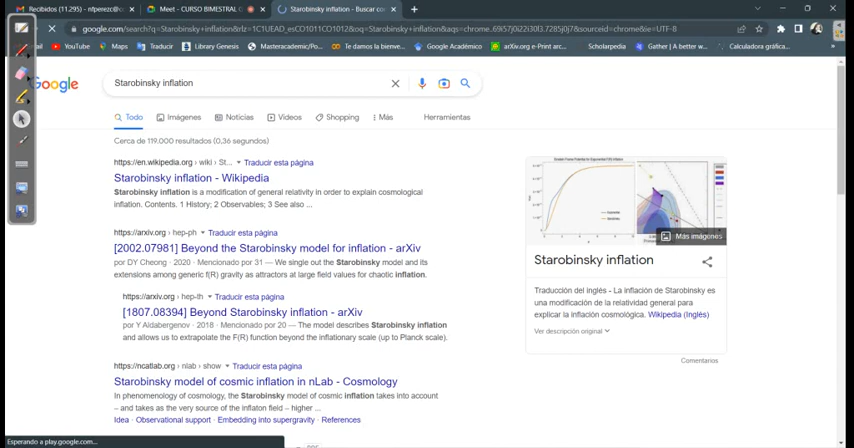 Recibidos (11.295) - nfperezc@u
Meet - CURSO BIMESTRAL
Starobinsky inflation - Buscar con
google.com/search?q=Starobinsky+inflation&rlz=1C1UEAD_esCO1011CO1012&oq=Starobinsky+inflation&aqs=chrome..69i57j0i22i30l3.7285j0j7&sourceid=chrome&ie=UTF-8
ail
YouTube
Maps
Traducir
Library Genesis
Masteracademic/Po...
Te damos la bienve...
Google Académico
arXiv.org e-Print arc...
Scholarpedia
Gather | A better w...
Calculadora gráfica...
Google
Starobinsky inflation
Todo
Imágenes
Noticias
Videos
Shopping
Más
Herramientas
Cerca de 119.000 resultados (0,36 segundos)
https://en.wikipedia.org › wiki › St... Traducir esta página
Starobinsky inflation - Wikipedia
Starobinsky inflation is a modification of general relativity in order to explain cosmological
inflation. Contents. 1 History; 2 Observables; 3 See also ...
https://arxiv.org › hep-ph Traducir esta página
[2002.07981] Beyond the Starobinsky model for inflation - arXiv
por DY Cheong · 2020 · Mencionado por 31 — We single out the Starobinsky model and its
extensions among generic f(R) gravity as attractors at large field values for chaotic inflation.
https://arxiv.org › hep-th Traducir esta página
[1807.08394] Beyond Starobinsky inflation - arXiv
por Y Aldabergenov · 2018 · Mencionado por 20 — The model describes Starobinsky inflation
and allows us to extrapolate the F(R) function beyond the inflationary scale (up to Planck scale).
https://ncatlab.org › nlab › show Traducir esta página
Starobinsky model of cosmic inflation in nLab - Cosmology
In phenomenology of cosmology, the Starobinsky model of cosmic inflation takes into account
– and takes as the very source of the inflaton field – higher ...
Idea · Observational support · Embedding into supergravity · References
Más imágenes
Starobinsky inflation
Traducción del inglés - La inflación de Starobinsky es
una modificación de la relatividad general para
explicar la inflación cosmológica. Wikipedia (Inglés)
Ver descripción original
Comentarios
Esperando a play.google.com...